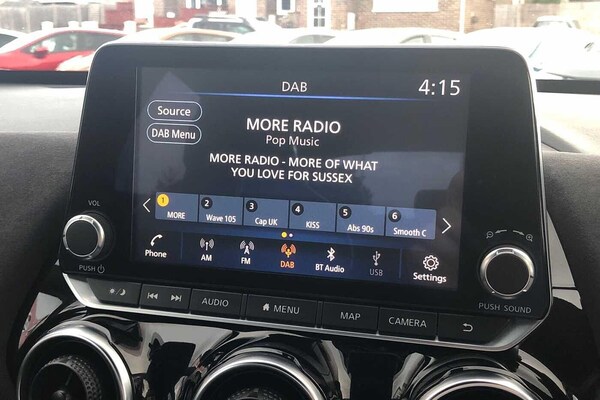 DAB
4:15
Source
DAB Menu
MORE RADIO
Pop Music
MORE RADIO - MORE OF WHAT
YOU LOVE FOR SUSSEX
1 2 3 4 5 6
MORE Wave 105 Cap UK KISS Abs 90s Smooth C
Phone AM FM DAB BT Audio USB Settings
VOL
PUSH
PUSH SOUND
AUDIO MENU MAP CAMERA